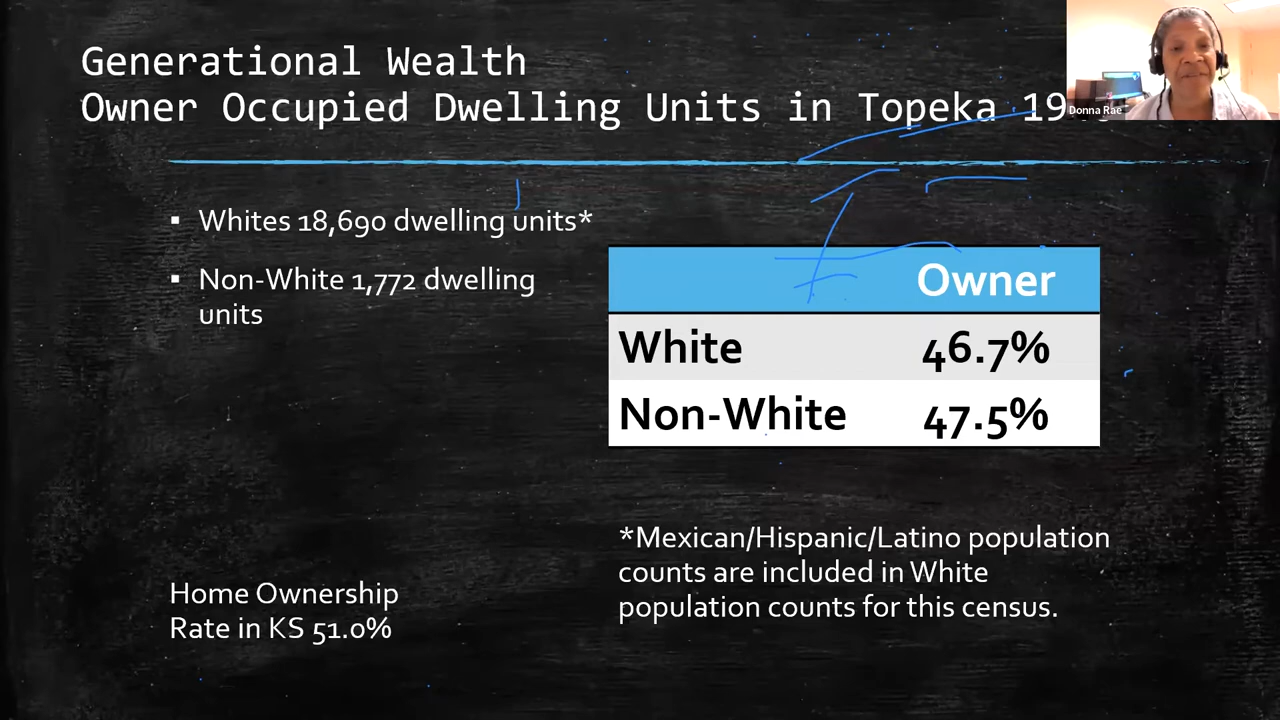 Generational Wealth
Owner Occupied Dwelling Units in Topeka
Donna Rae
▪ Whites 18,690 dwelling units*
▪ Non-White 1,772 dwelling
units
Owner
White 46.7%
Non-White 47.5%
*Mexican/Hispanic/Latino population
counts are included in White
population counts for this census.
Home Ownership
Rate in KS 51.0%